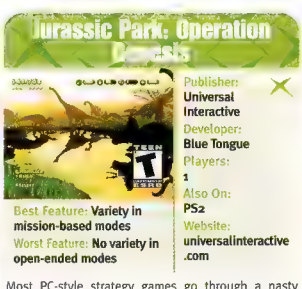 Jurassic Park: Operation
Genesis
TEEN
T
ESRB
Best Feature: Variety in
mission-based modes
Worst Feature: No variety in
open-ended modes
Publisher:
Universal
Interactive
Developer:
Blue Tongue
Players:
1
Also On:
PS2
Website:
universalinteractive
.com
Most PC-style strategy games go through a nasty